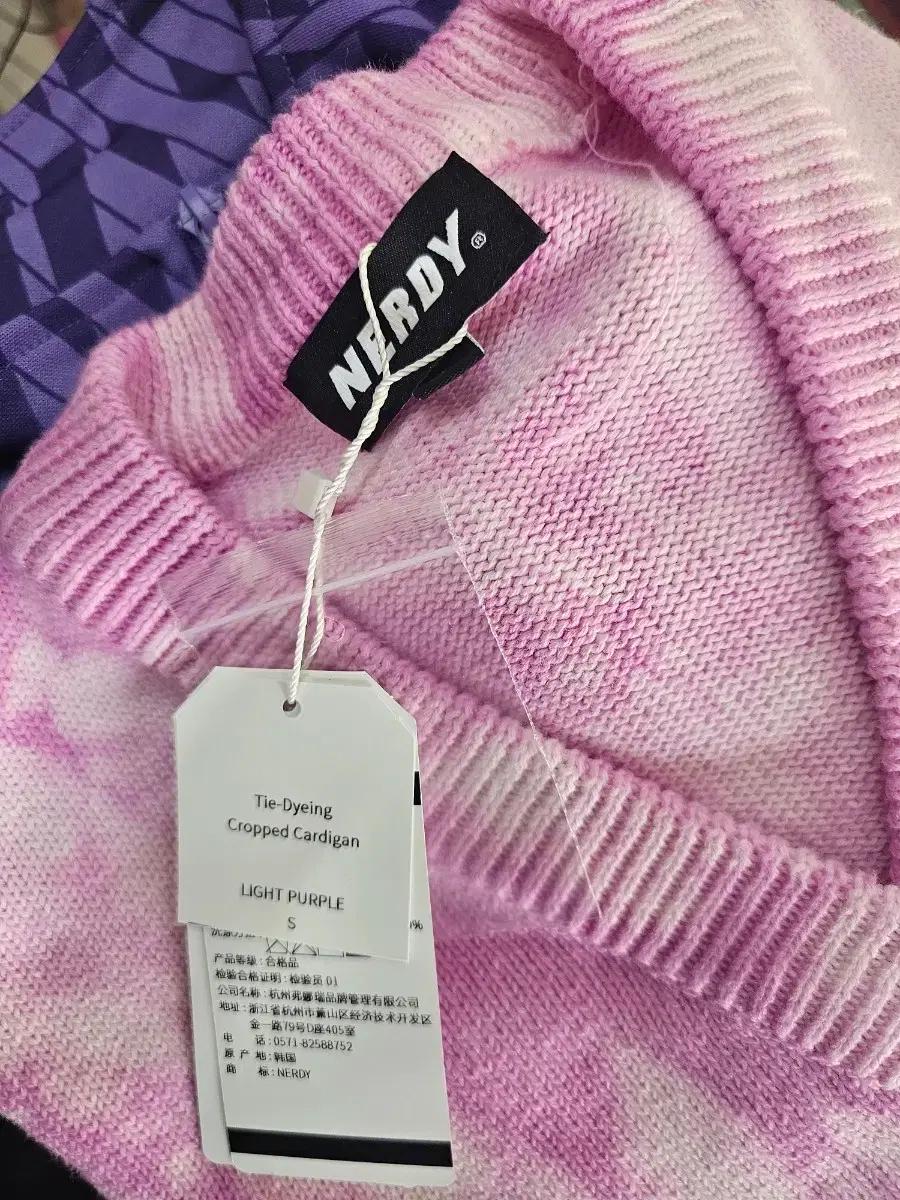 NERDY®
Tie-Dyeing
Cropped Cardigan
LIGHT PURPLE
S
%
产品等级：合格品
检验合格证明：检验员 01
公司名称：杭州弗娜瑞品牌管理有限公司
地址：浙江省杭州市萧山区经济技术开发区
金一路79号D座405室
电 话：0571-82588752
原 产 地：韩国
商 标：NERDY